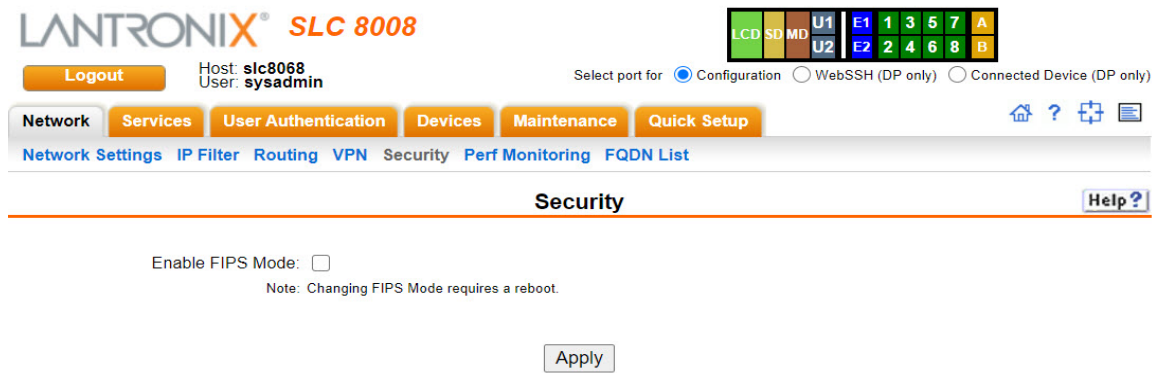 LANTRONIX® SLC 8008
LCD SD MD U1 E1 1 3 5 7 A
U2 E2 2 4 6 8 B
Logout
Host: slc8068
User: sysadmin
Select port for Configuration WebSSH (DP only) Connected Device (DP only)
Network Services User Authentication Devices Maintenance Quick Setup
?
Network Settings IP Filter Routing VPN Security Perf Monitoring FQDN List
Security
Help?
Enable FIPS Mode:
Note: Changing FIPS Mode requires a reboot.
Apply